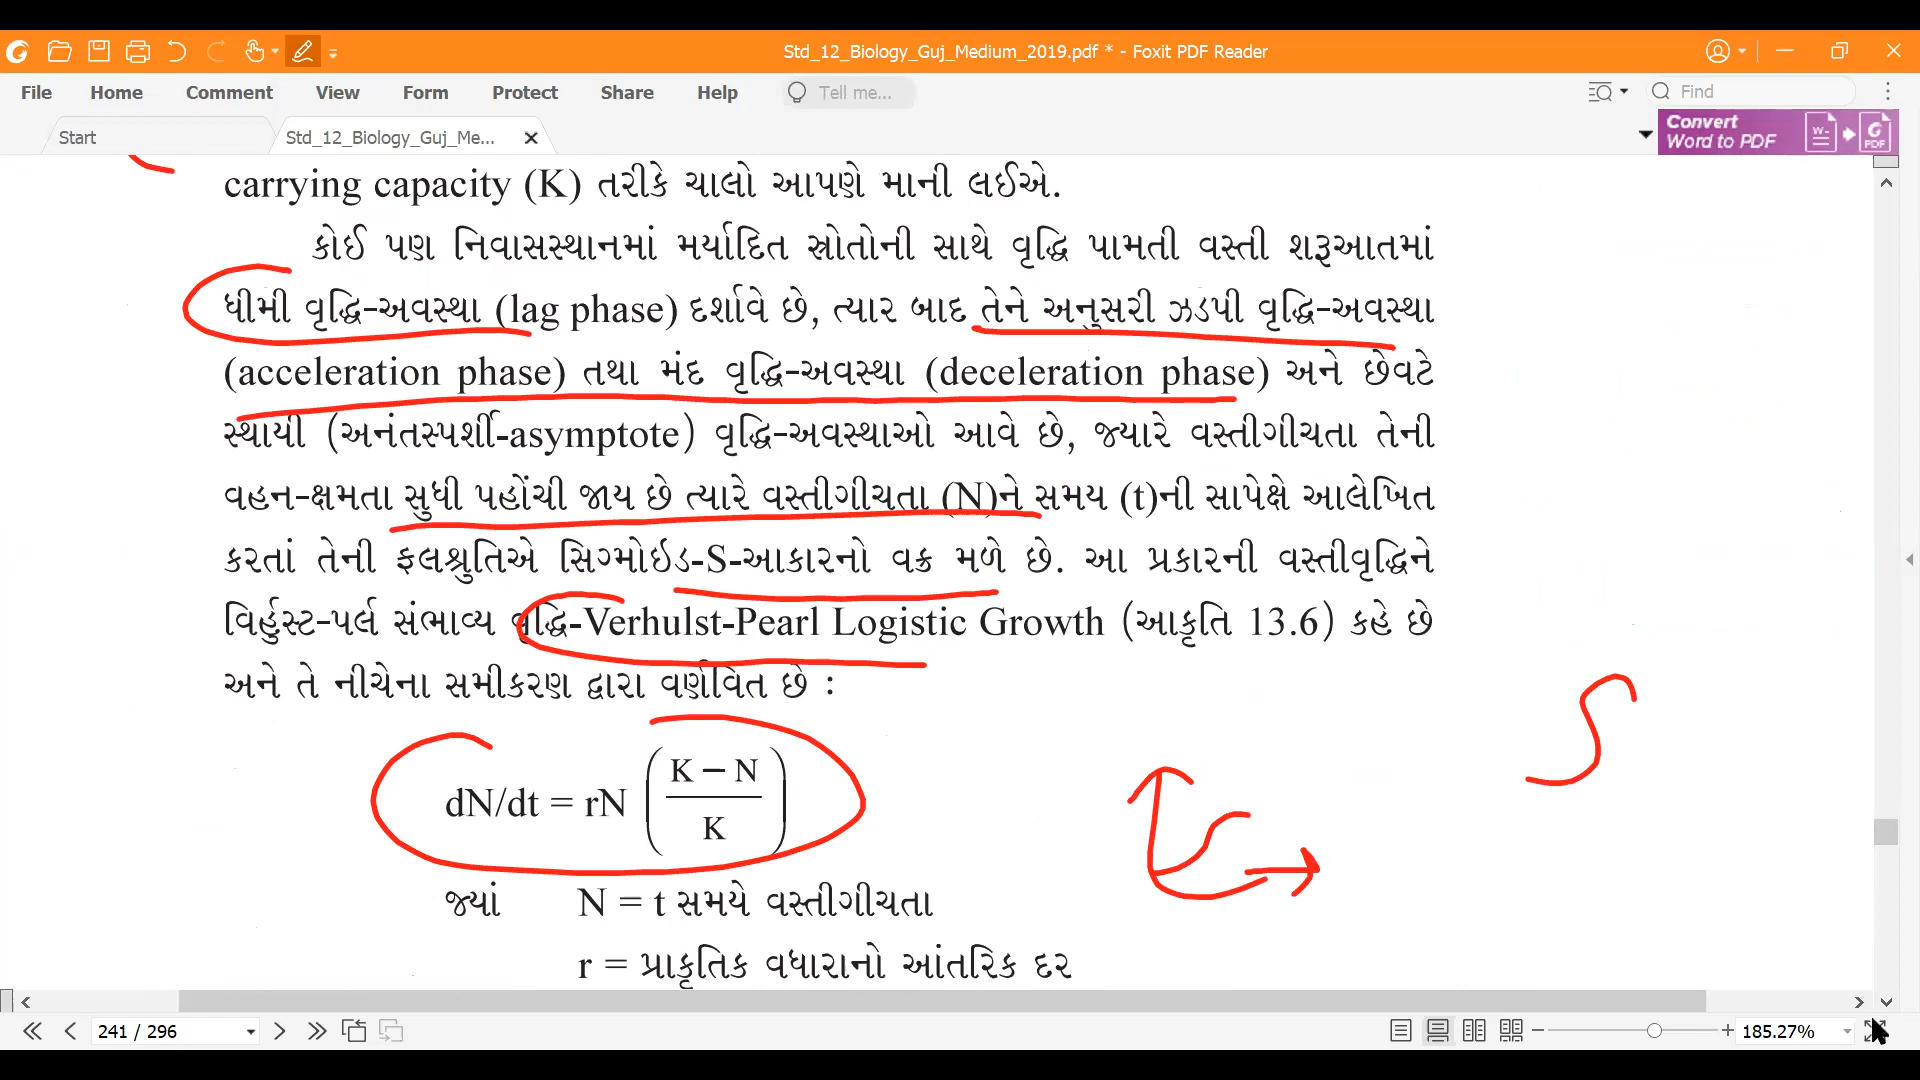 Std_12_Biology_Guj_Medium_2019.pdf * - Foxit PDF Reader
File Home Comment View Form Protect Share Help Tell me... Find
Start Std_12_Biology_Guj_Me... Convert Word to PDF
carrying capacity (K) તરીકે ચાલો આપણે માની લઈએ.
કોઈ પણ નિવાસસ્થાનમાં મર્યાદિત સ્રોતોની સાથે વૃદ્ધિ પામતી વસ્તી શરૂઆતમાં
ધીમી વૃદ્ધિ-અવસ્થા (lag phase) દર્શાવે છે, ત્યાર બાદ તેને અનુસરી ઝડપી વૃદ્ધિ-અવસ્થા
(acceleration phase) તથા મંદ વૃદ્ધિ-અવસ્થા (deceleration phase) અને છેવટે
સ્થાયી (અનંતસ્પર્શી-asymptote) વૃદ્ધિ-અવસ્થાઓ આવે છે, જ્યારે વસ્તીગીચતા તેની
વહન-ક્ષમતા સુધી પહોંચી જાય છે ત્યારે વસ્તીગીચતા (N)ને સમય (t)ની સાપેક્ષે આલેખિત
કરતાં તેની ફલશ્રુતિએ સિગ્મોઇડ-S-આકારનો વક્ર મળે છે. આ પ્રકારની વસ્તીવૃદ્ધિને
વિર્હુસ્ટ-પર્લ સંભાવ્ય વૃદ્ધિ-Verhulst-Pearl Logistic Growth (આકૃતિ 13.6) કહે છે
અને તે નીચેના સમીકરણ દ્વારા વર્ણવિત છે :
dN/dt = rN (K – N / K)
જ્યાં N = t સમયે વસ્તીગીચતા
r = પ્રાકૃતિક વધારાનો આંતરિક દર
241 / 296 185.27%